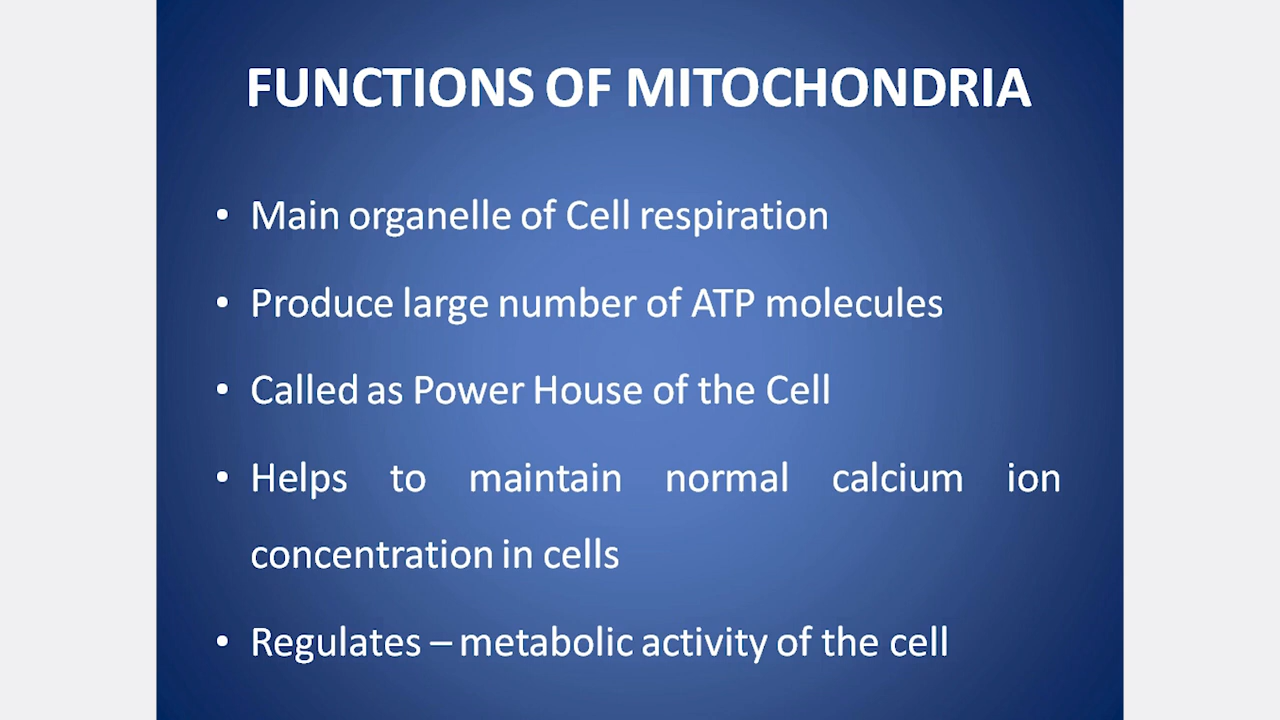 FUNCTIONS OF MITOCHONDRIA
• Main organelle of Cell respiration
• Produce large number of ATP molecules
• Called as Power House of the Cell
• Helps to maintain normal calcium ion
concentration in cells
• Regulates – metabolic activity of the cell